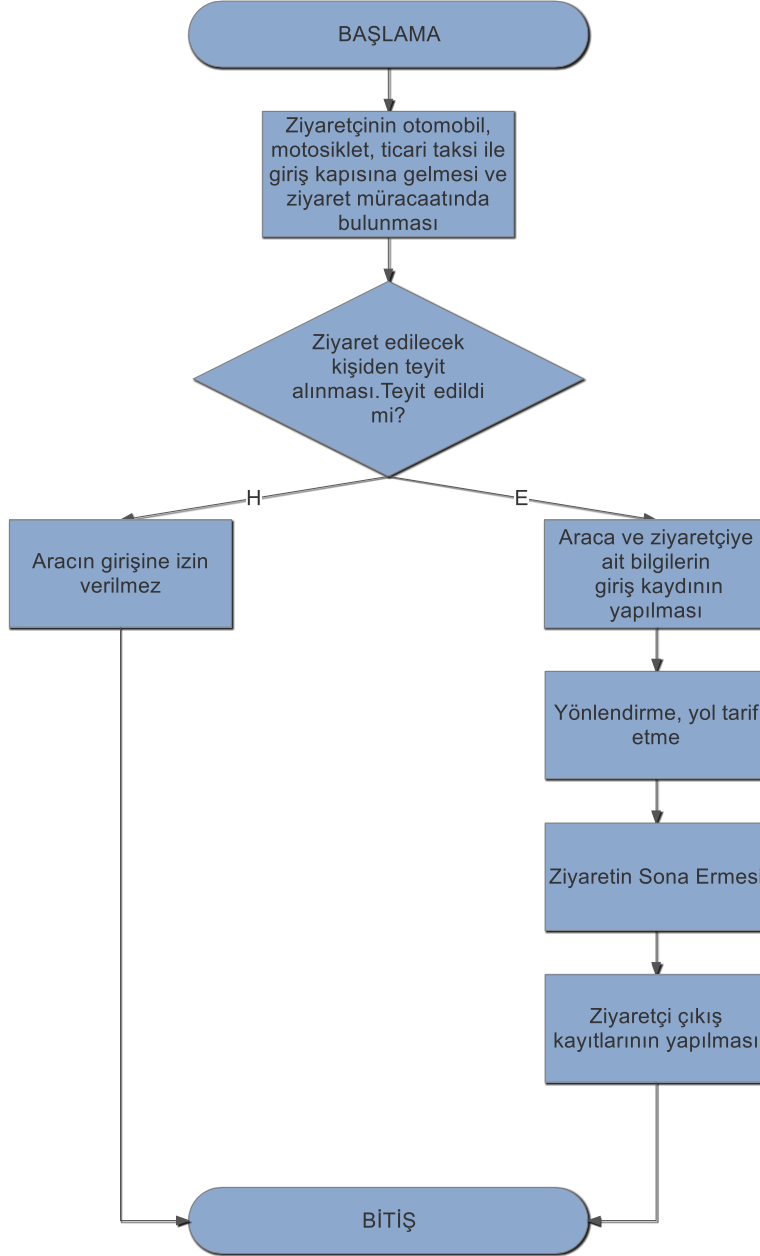 BAŞLAMA
Ziyaretçinin otomobil,
motosiklet, ticari taksi ile
giriş kapısına gelmesi ve
ziyaret müracaatında
bulunması
Ziyaret edilecek
kişiden teyit
alınması.Teyit edildi
mi?
H
E
Aracın girişine izin
verilmez
Araca ve ziyaretçiye
ait bilgilerin
giriş kaydının
yapılması
Yönlendirme, yol tarif
etme
Ziyaretin Sona Ermesi
Ziyaretçi çıkış
kayıtlarının yapılması
BİTİŞ